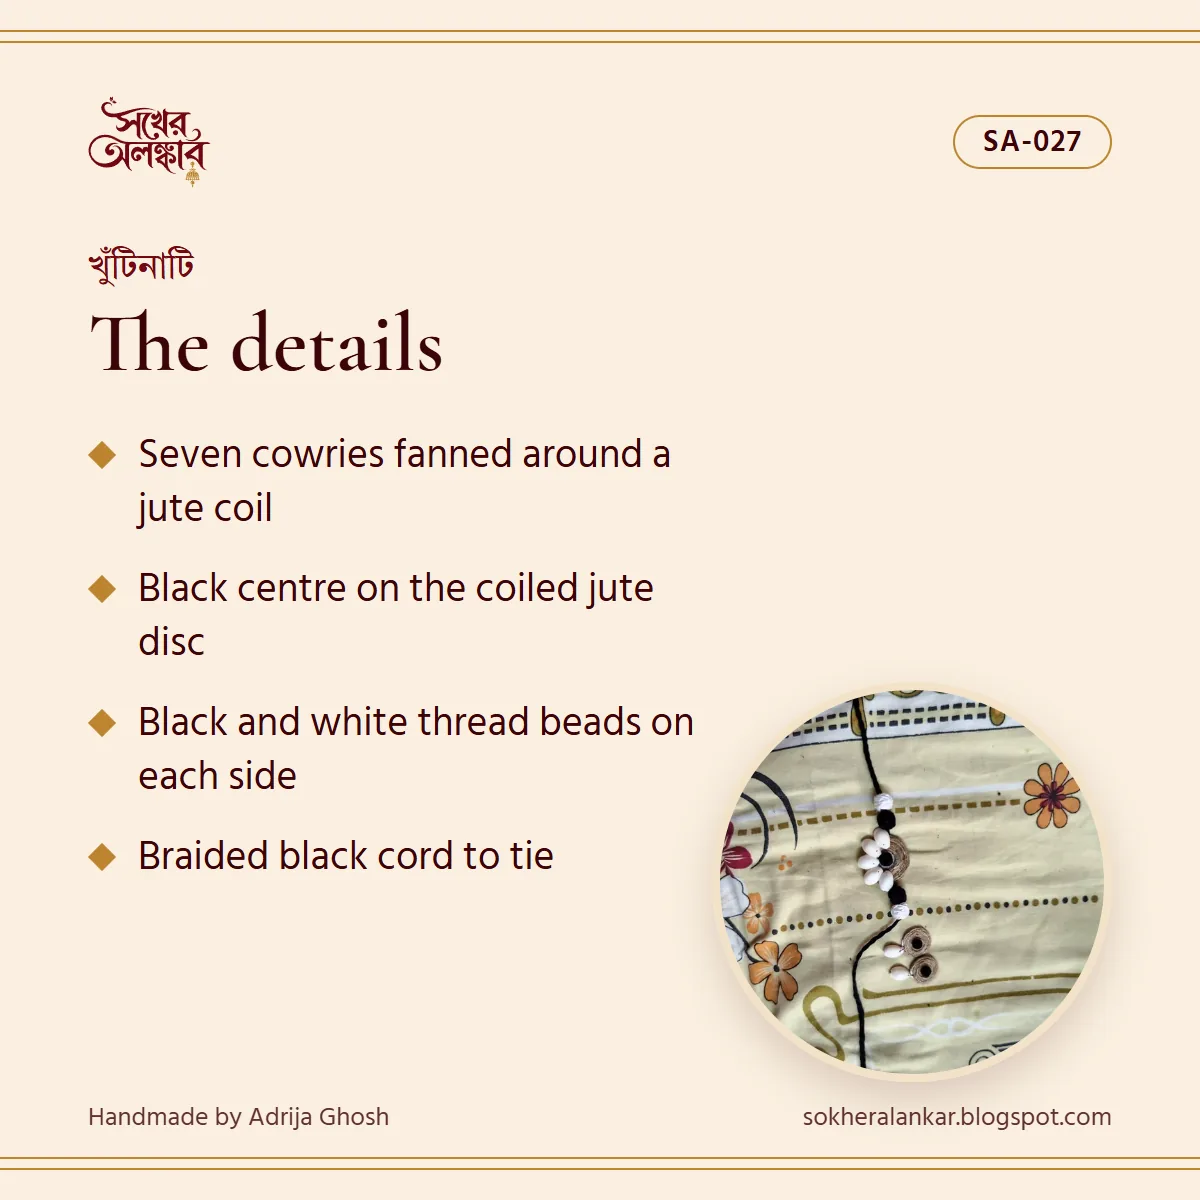 সখের
অলঙ্কার
SA-027
খুঁটিনাটি
The details
Seven cowries fanned around a
jute coil
Black centre on the coiled jute
disc
Black and white thread beads on
each side
Braided black cord to tie
Handmade by Adrija Ghosh
sokheralankar.blogspot.com